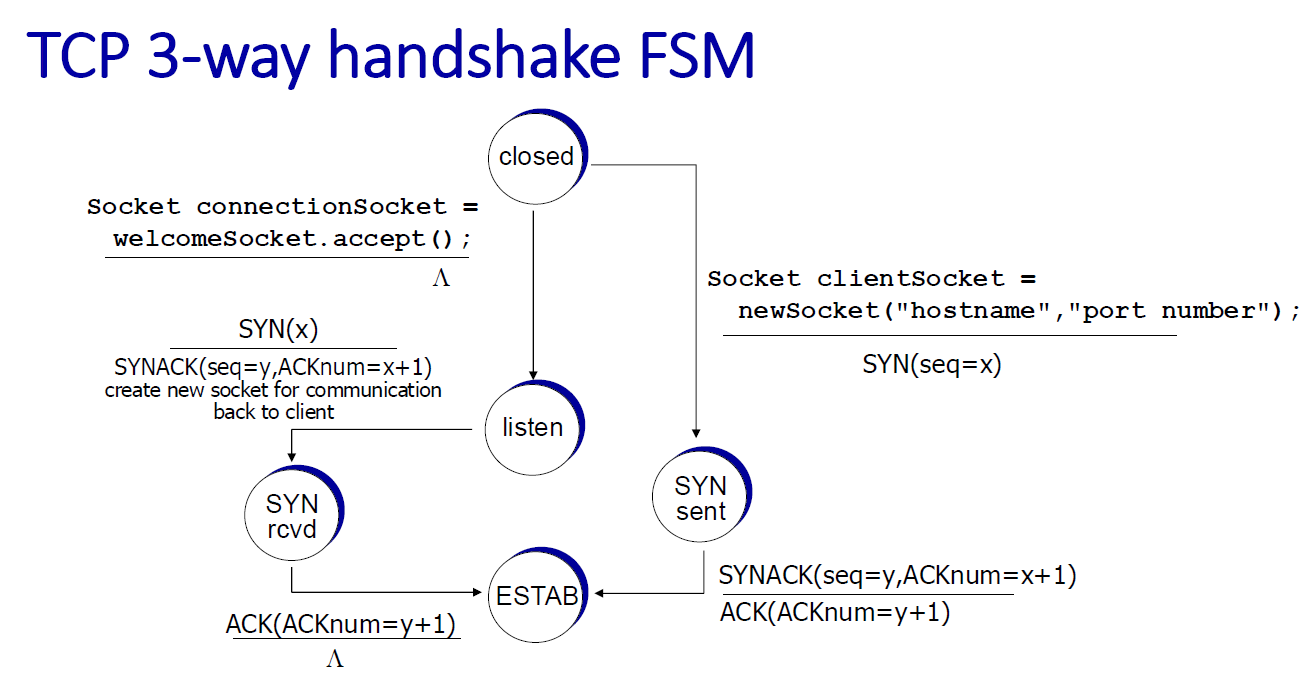 TCP 3-way handshake FSM
closed
Socket connectionSocket =
welcomeSocket.accept();
Λ
Socket clientSocket =
newSocket("hostname","port number");
SYN(seq=x)
SYN(x)
SYNACK(seq=y,ACKnum=x+1)
create new socket for communication
back to client
listen
SYN
rcvd
SYN
sent
ESTAB
SYNACK(seq=y,ACKnum=x+1)
ACK(ACKnum=y+1)
ACK(ACKnum=y+1)
Λ